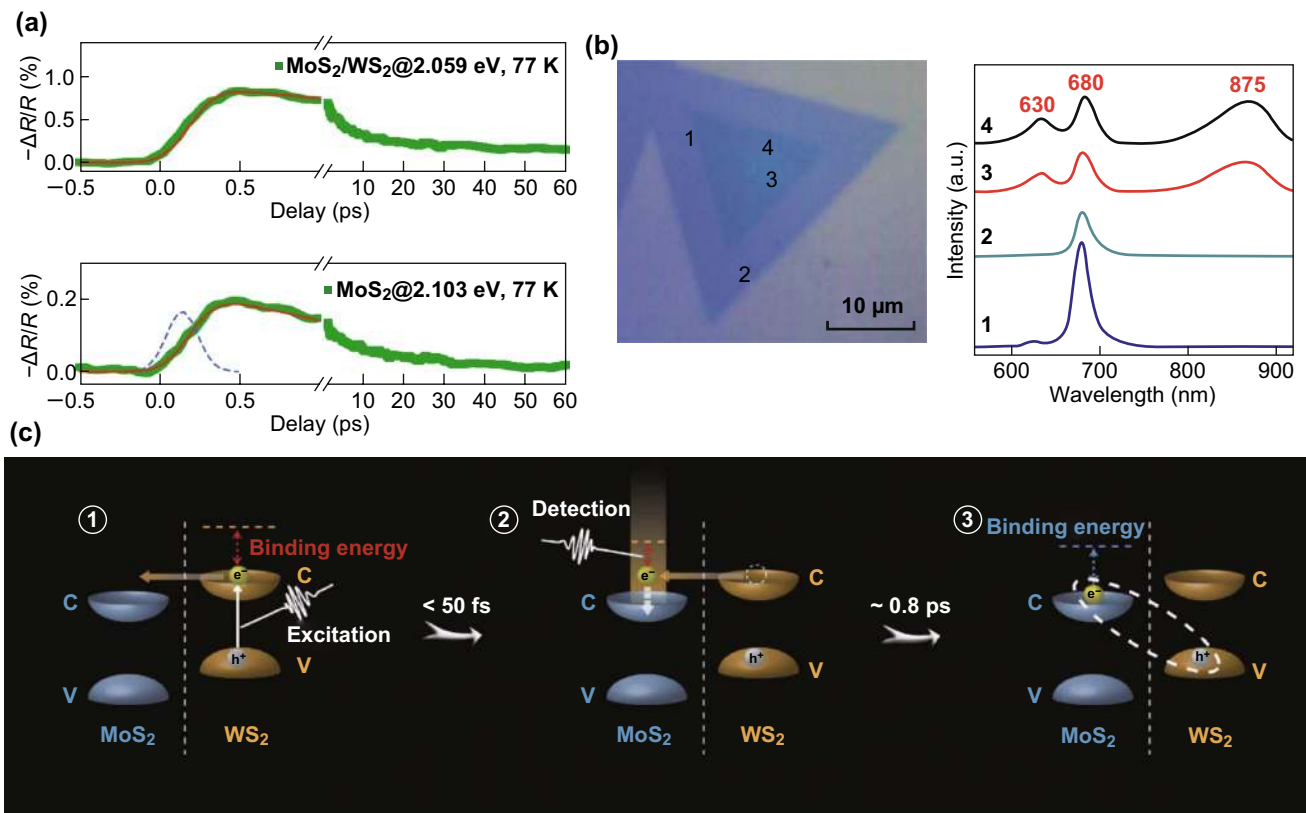 (a)
MoS2/WS2@2.059 eV, 77 K
−ΔR/R (%)
1.0
0.5
0.0
−0.5 0.0 0.5 10 20 30 40 50 60
Delay (ps)
MoS2@2.103 eV, 77 K
−ΔR/R (%)
0.2
0.0
−0.5 0.0 0.5 10 20 30 40 50 60
Delay (ps)
(b)
1
4
3
2
10 μm
Intensity (a.u.)
630 680 875
4
3
2
1
600 700 800 900
Wavelength (nm)
(c)
1
Binding energy
e−
C
C
Excitation
h+
V
V
MoS2 WS2
< 50 fs
2
Detection
e−
C
C
h+
V
V
MoS2 WS2
~ 0.8 ps
3
Binding energy
e−
C
C
h+
V
V
MoS2 WS2